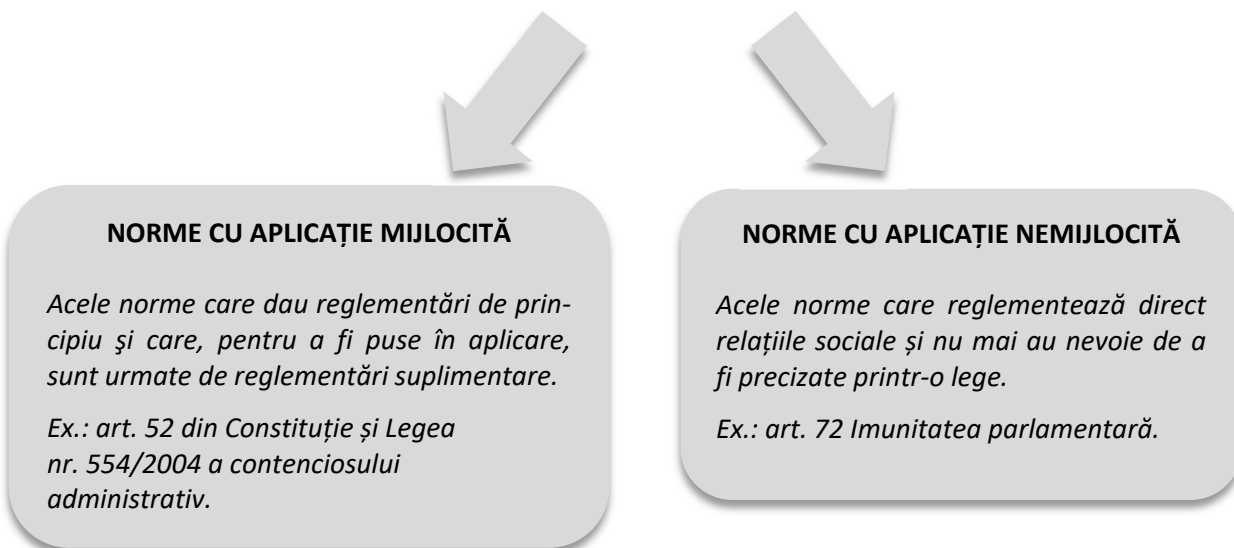 NORME CU APLICAȚIE MIJLOCITĂ
Acele norme care dau reglementări de prin-
cipiu şi care, pentru a fi puse în aplicare,
sunt urmate de reglementări suplimentare.
Ex.: art. 52 din Constituție și Legea
nr. 554/2004 a contenciosului
administrativ.
NORME CU APLICAȚIE NEMIJLOCITĂ
Acele norme care reglementează direct
relațiile sociale și nu mai au nevoie de a
fi precizate printr-o lege.
Ex.: art. 72 Imunitatea parlamentară.